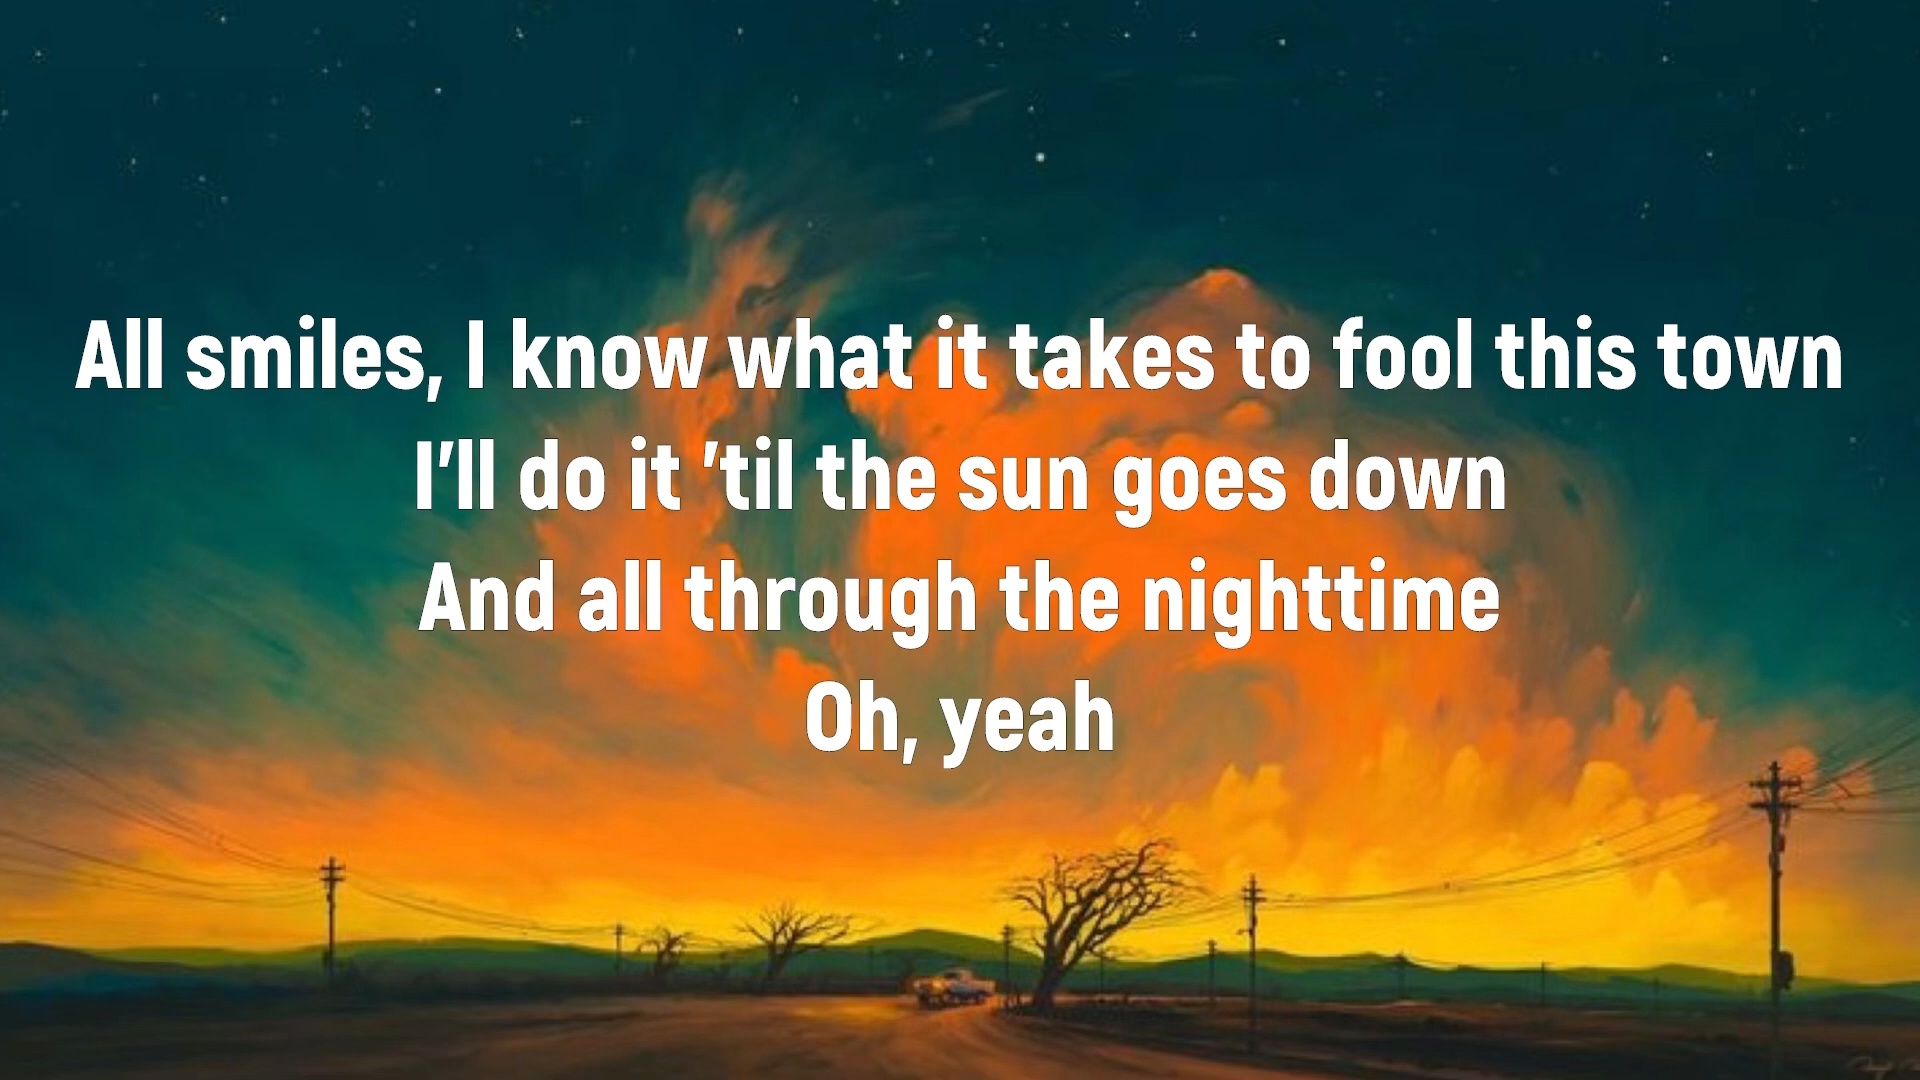 All smiles, I know what it takes to fool this town
I'll do it 'til the sun goes down
And all through the nighttime
Oh, yeah